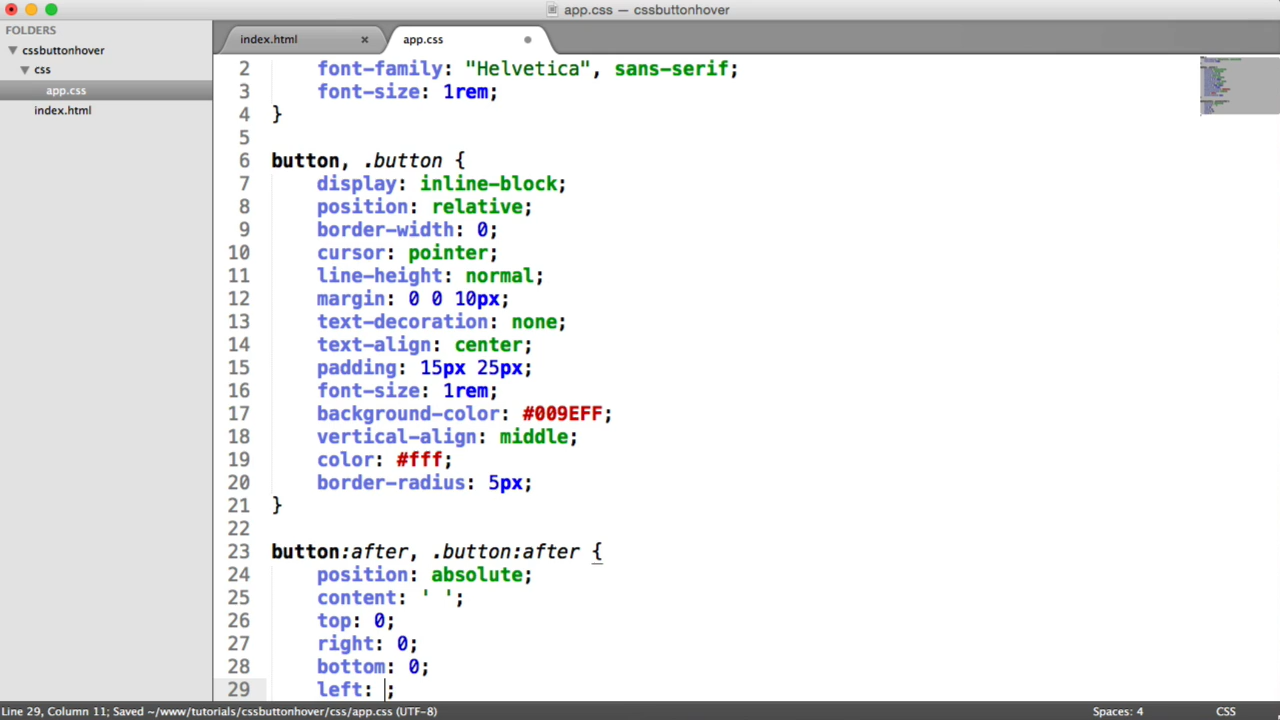 app.css — cssbuttonhover
FOLDERS
cssbuttonhover
css
app.css
index.html
index.html ×
app.css
2 font-family: "Helvetica", sans-serif;
3 font-size: 1rem;
4 }
5
6 button, .button {
7 display: inline-block;
8 position: relative;
9 border-width: 0;
10 cursor: pointer;
11 line-height: normal;
12 margin: 0 0 10px;
13 text-decoration: none;
14 text-align: center;
15 padding: 15px 25px;
16 font-size: 1rem;
17 background-color: #009EFF;
18 vertical-align: middle;
19 color: #fff;
20 border-radius: 5px;
21 }
22
23 button:after, .button:after {
24 position: absolute;
25 content: ' ';
26 top: 0;
27 right: 0;
28 bottom: 0;
29 left: ;
Line 29, Column 11; Saved ~/www/tutorials/cssbuttonhover/css/app.css (UTF-8)
Spaces: 4
CSS